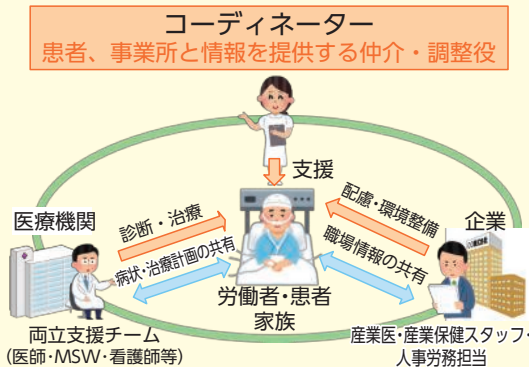 コーディネーター
患者、事業所と情報を提供する仲介・調整役
支援
医療機関
診断・治療
病状・治療計画の共有
配慮・環境整備
職場情報の共有
企業
労働者・患者
家族
両立支援チーム
(医師・MSW・看護師等)
産業医・産業保健スタッフ・
人事労務担当